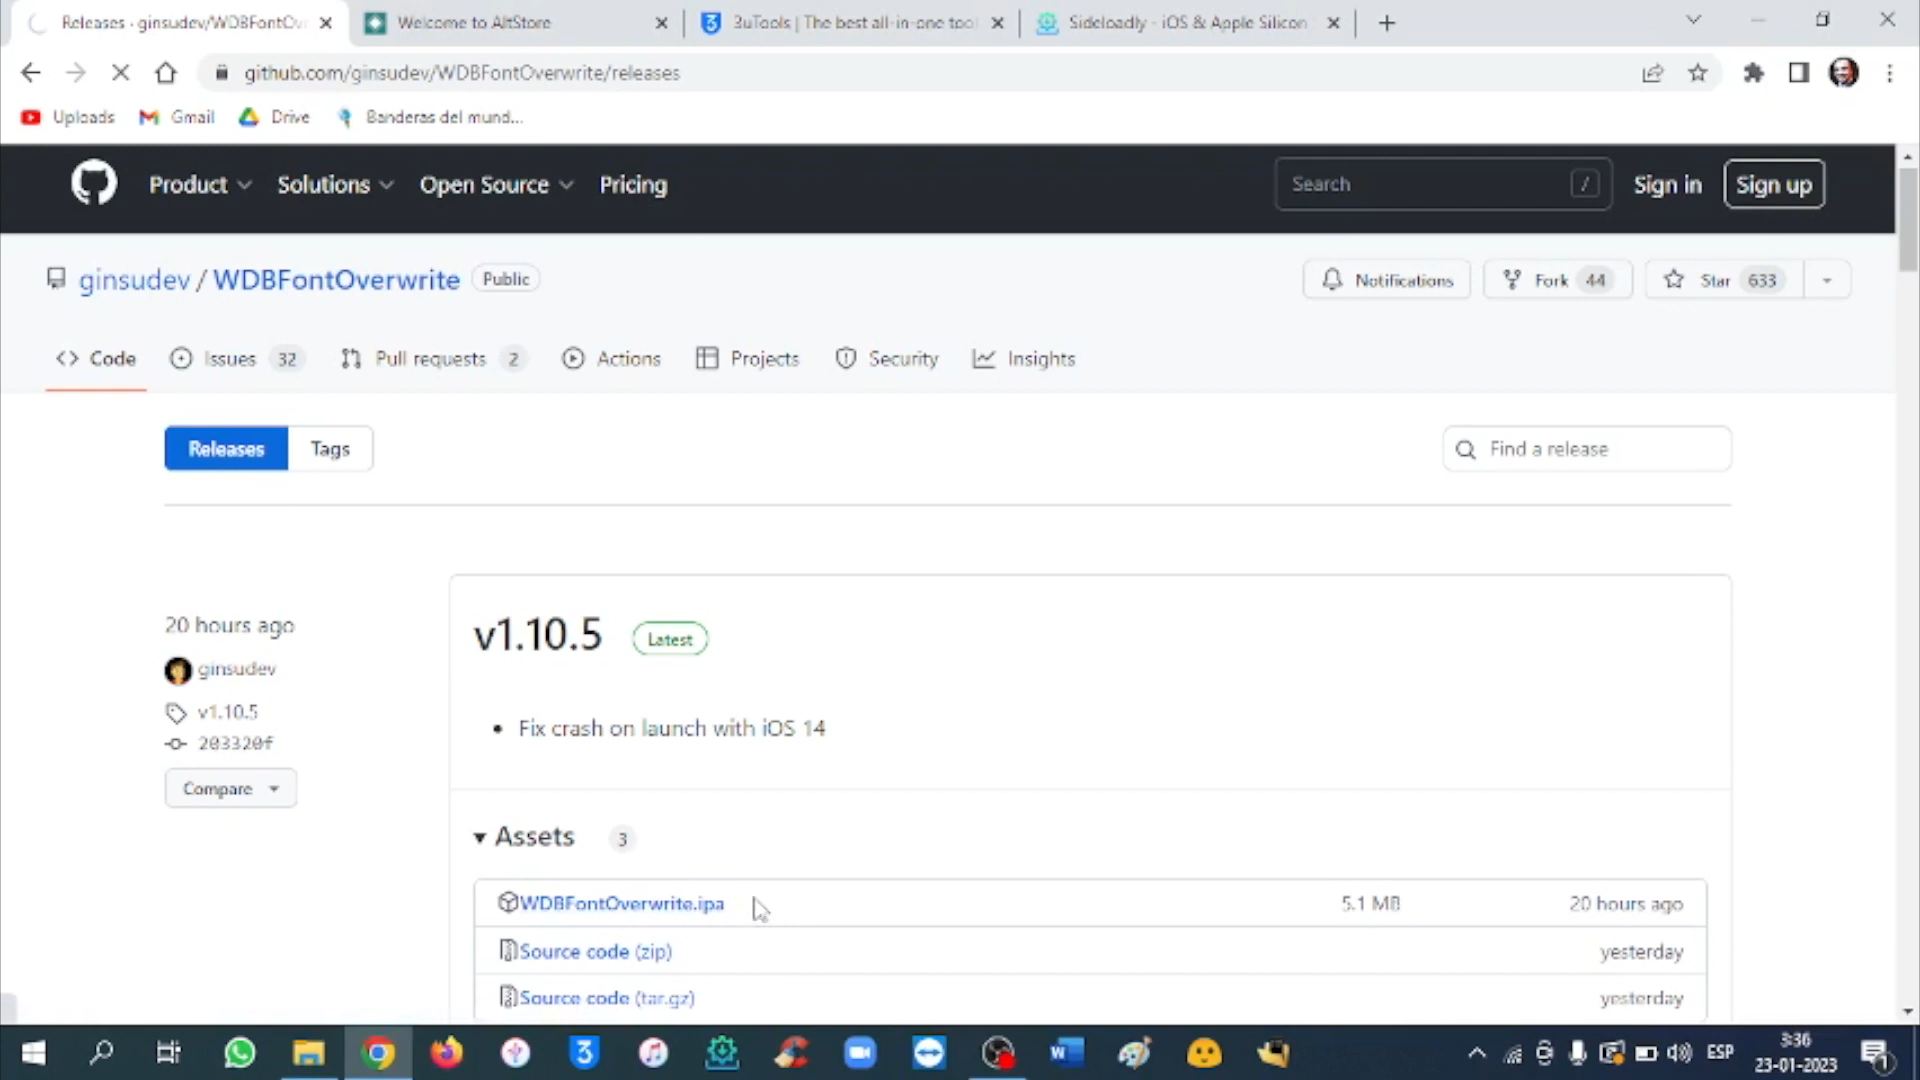 Releases · ginsudev/WDBFontOv
Welcome to AltStore
3uTools | The best all-in-one tool
Sideloadly - iOS & Apple Silicon
github.com/ginsudev/WDBFontOverwrite/releases
Uploads
Gmail
Drive
Banderas del mund...
Product
Solutions
Open Source
Pricing
Search
/
Sign in
Sign up
ginsudev / WDBFontOverwrite
Public
Notifications
Fork 44
Star 633
Code
Issues 32
Pull requests 2
Actions
Projects
Security
Insights
Releases
Tags
Find a release
20 hours ago
ginsudev
v1.10.5
203320f
Compare
v1.10.5
Latest
• Fix crash on launch with iOS 14
Assets 3
WDBFontOverwrite.ipa
5.1 MB
20 hours ago
Source code (zip)
yesterday
Source code (tar.gz)
yesterday
3
W
ESP
3:36
23-01-2023
1